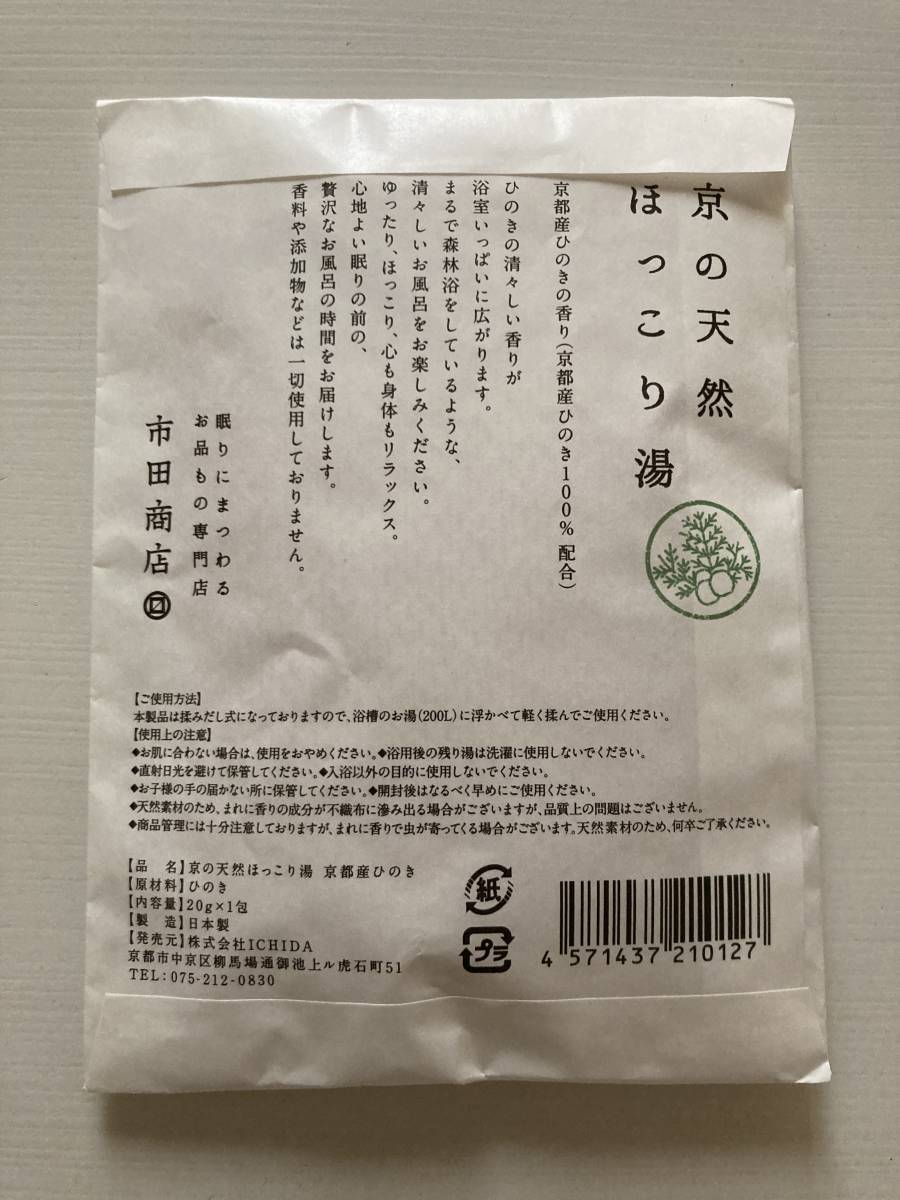 京の天然
ほっこり湯
京都産ひのきの香り(京都産ひのき100% 配合)
ひのきの清々しい香りが
浴室いっぱいに広がります。
まるで森林浴をしているような、
清々しいお風呂をお楽しみください。
ゆったり、ほっこり、心も身体もリラックス。
心地よい眠りの前の、
贅沢なお風呂の時間をお届けします。
香料や添加物などは一切使用しておりません。
眠りにまつわる
お品もの専門店
市田商店
【ご使用方法】
本製品は揉みだし式になっておりますので、浴槽のお湯(200L)に浮かべて軽く揉んでご使用ください。
【使用上の注意】
◆お肌に合わない場合は、使用をおやめください。◆浴用後の残り湯は洗濯に使用しないでください。
◆直射日光を避けて保管してください。◆入浴以外の目的に使用しないでください。
◆お子様の手の届かない所に保管してください。◆開封後はなるべく早めにご使用ください。
◆天然素材のため、まれに香りの成分が不織布に滲み出る場合がございますが、品質上の問題はございません。
◆商品管理には十分注意しておりますが、まれに香りで虫が寄ってくる場合がございます。天然素材のため、何卒ご了承ください。
【品 名】京の天然ほっこり湯 京都産ひのき
【原材料】ひのき
【内容量】20g×1包
【製 造】日本製
【発売元】株式会社ICHIDA
京都市中京区柳馬場通御池上ル虎石町51
TEL:075-212-0830
紙
プラ
4 571437 210127